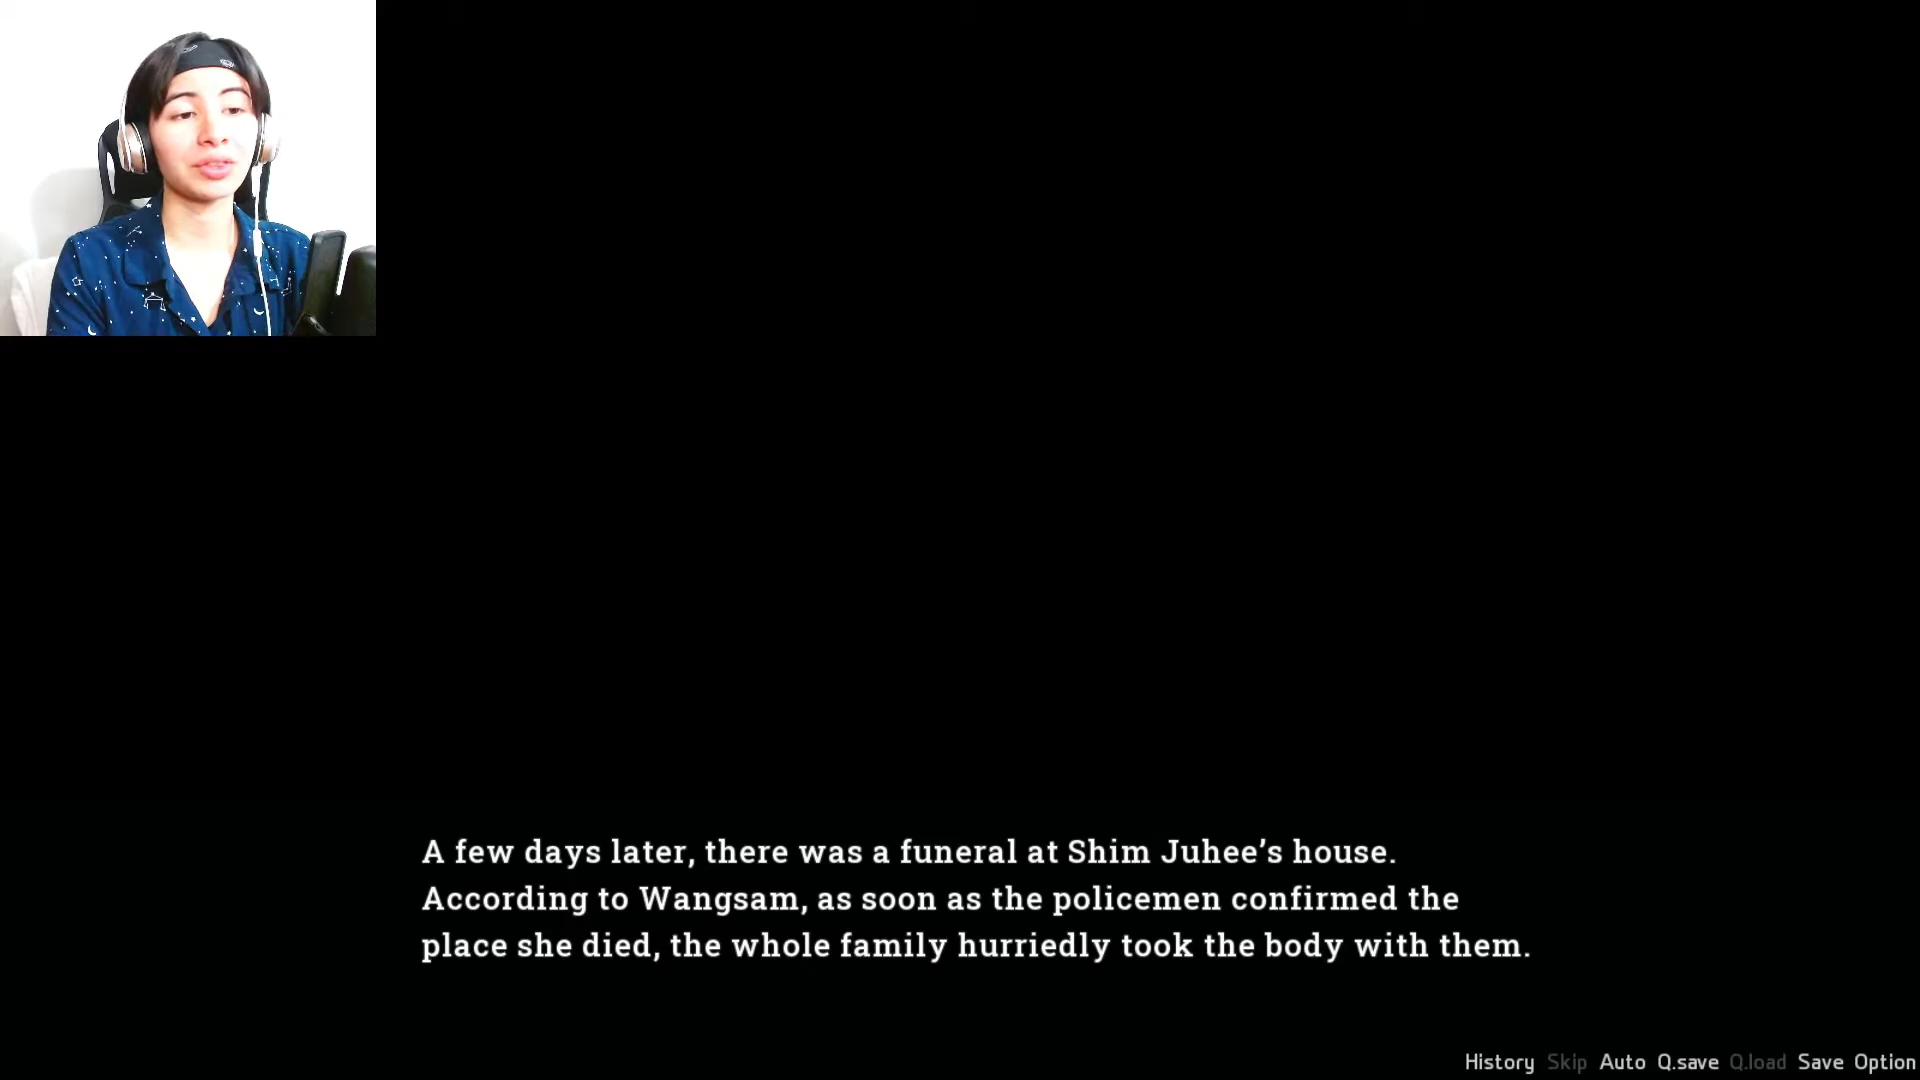 A few days later, there was a funeral at Shim Juhee’s house.
According to Wangsam, as soon as the policemen confirmed the
place she died, the whole family hurriedly took the body with them.
History Skip Auto Q.save Q.load Save Option